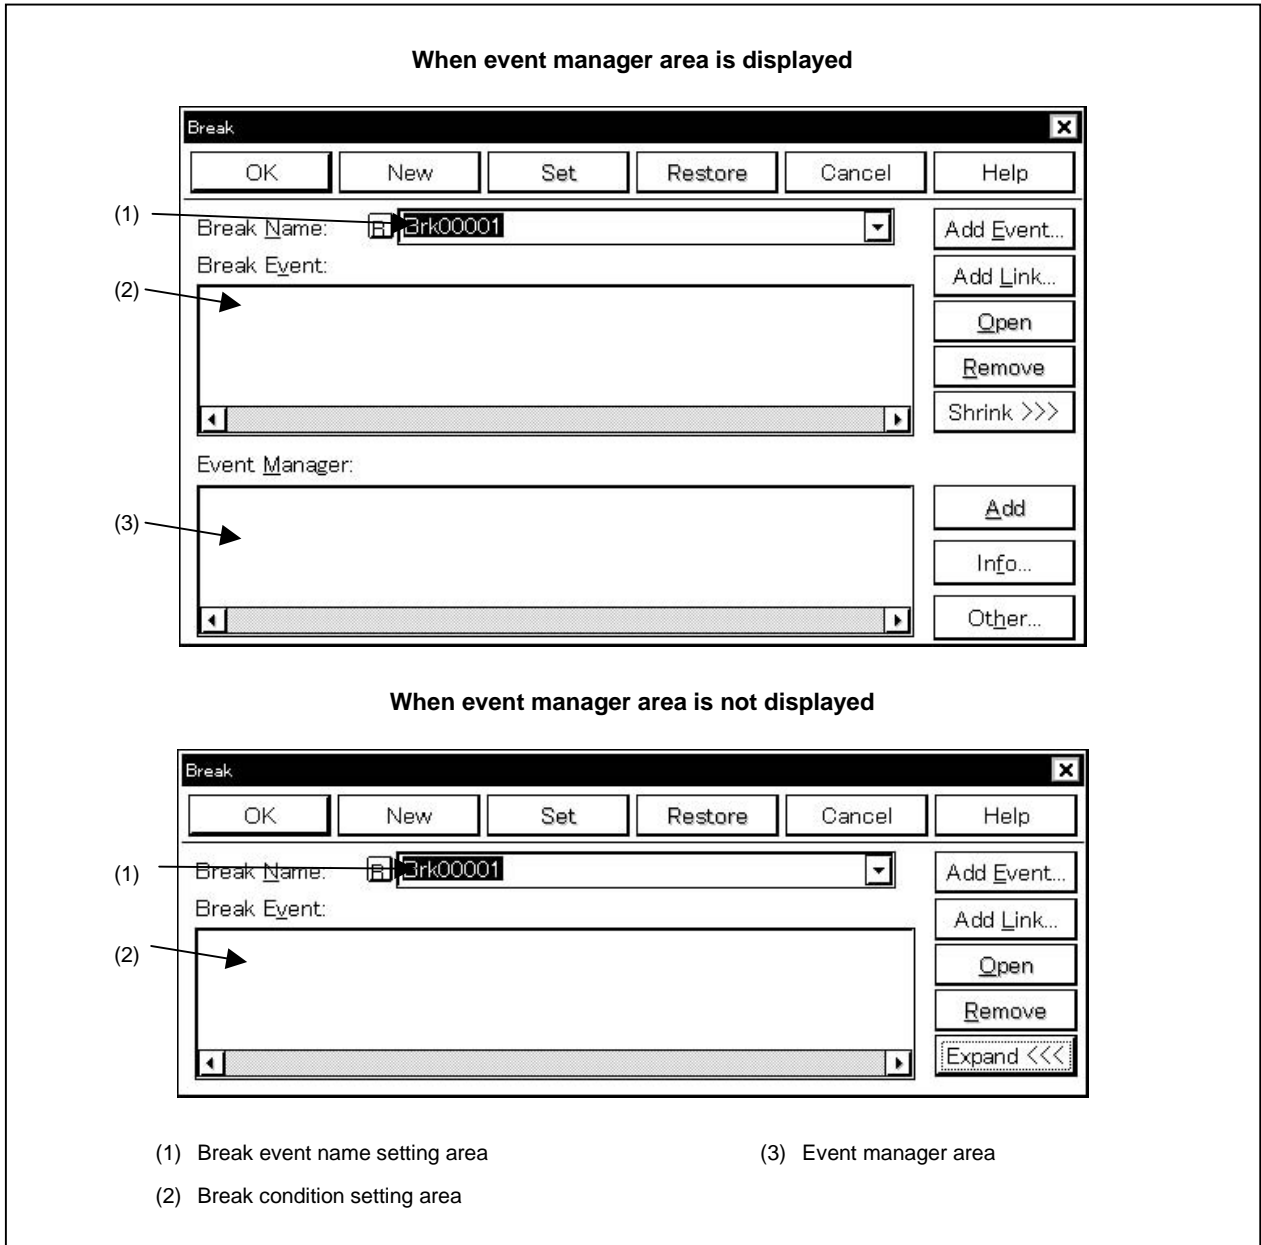 When event manager area is displayed
Break
OK New Set Restore Cancel Help
(1) Break Name: B Brk00001 Add Event...
Break Event:
(2) Add Link...
Open
Remove
Shrink >>>
Event Manager:
(3) Add
Info...
Other...
When event manager area is not displayed
Break
OK New Set Restore Cancel Help
(1) Break Name: B Brk00001 Add Event...
Break Event:
(2) Add Link...
Open
Remove
Expand <<<
(1) Break event name setting area (3) Event manager area
(2) Break condition setting area